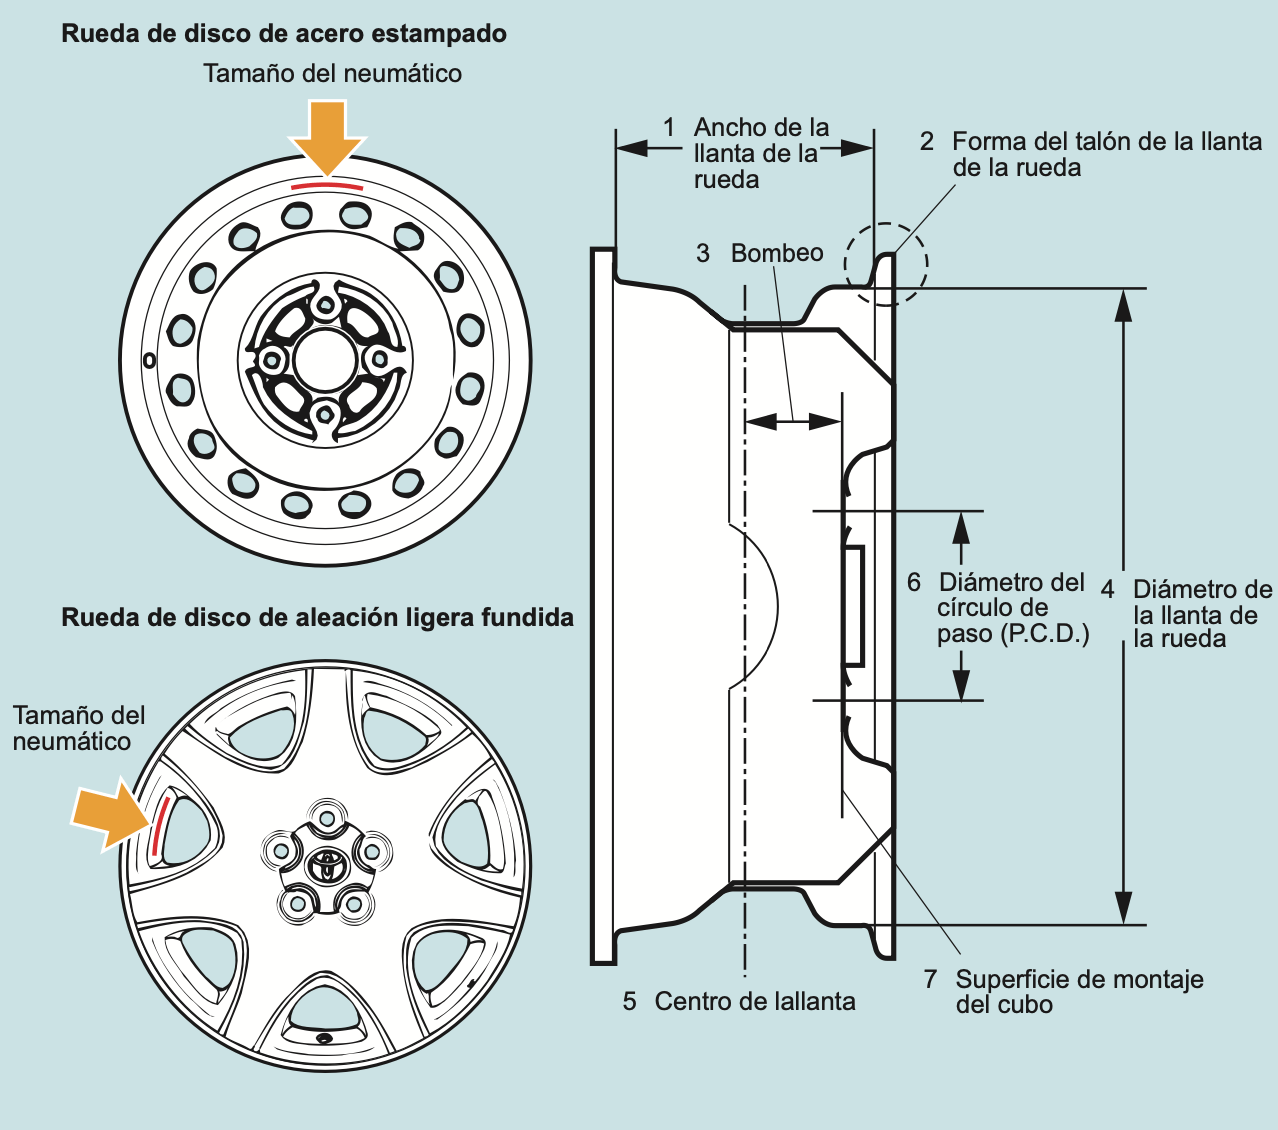 Rueda de disco de acero estampado
Tamaño del neumático
Rueda de disco de aleación ligera fundida
Tamaño del
neumático
1 Ancho de la
llanta de la
rueda
2 Forma del talón de la llanta
de la rueda
3 Bombeo
6 Diámetro del
círculo de
paso (P.C.D.)
4 Diámetro de
la llanta de
la rueda
5 Centro de lallanta
7 Superficie de montaje
del cubo